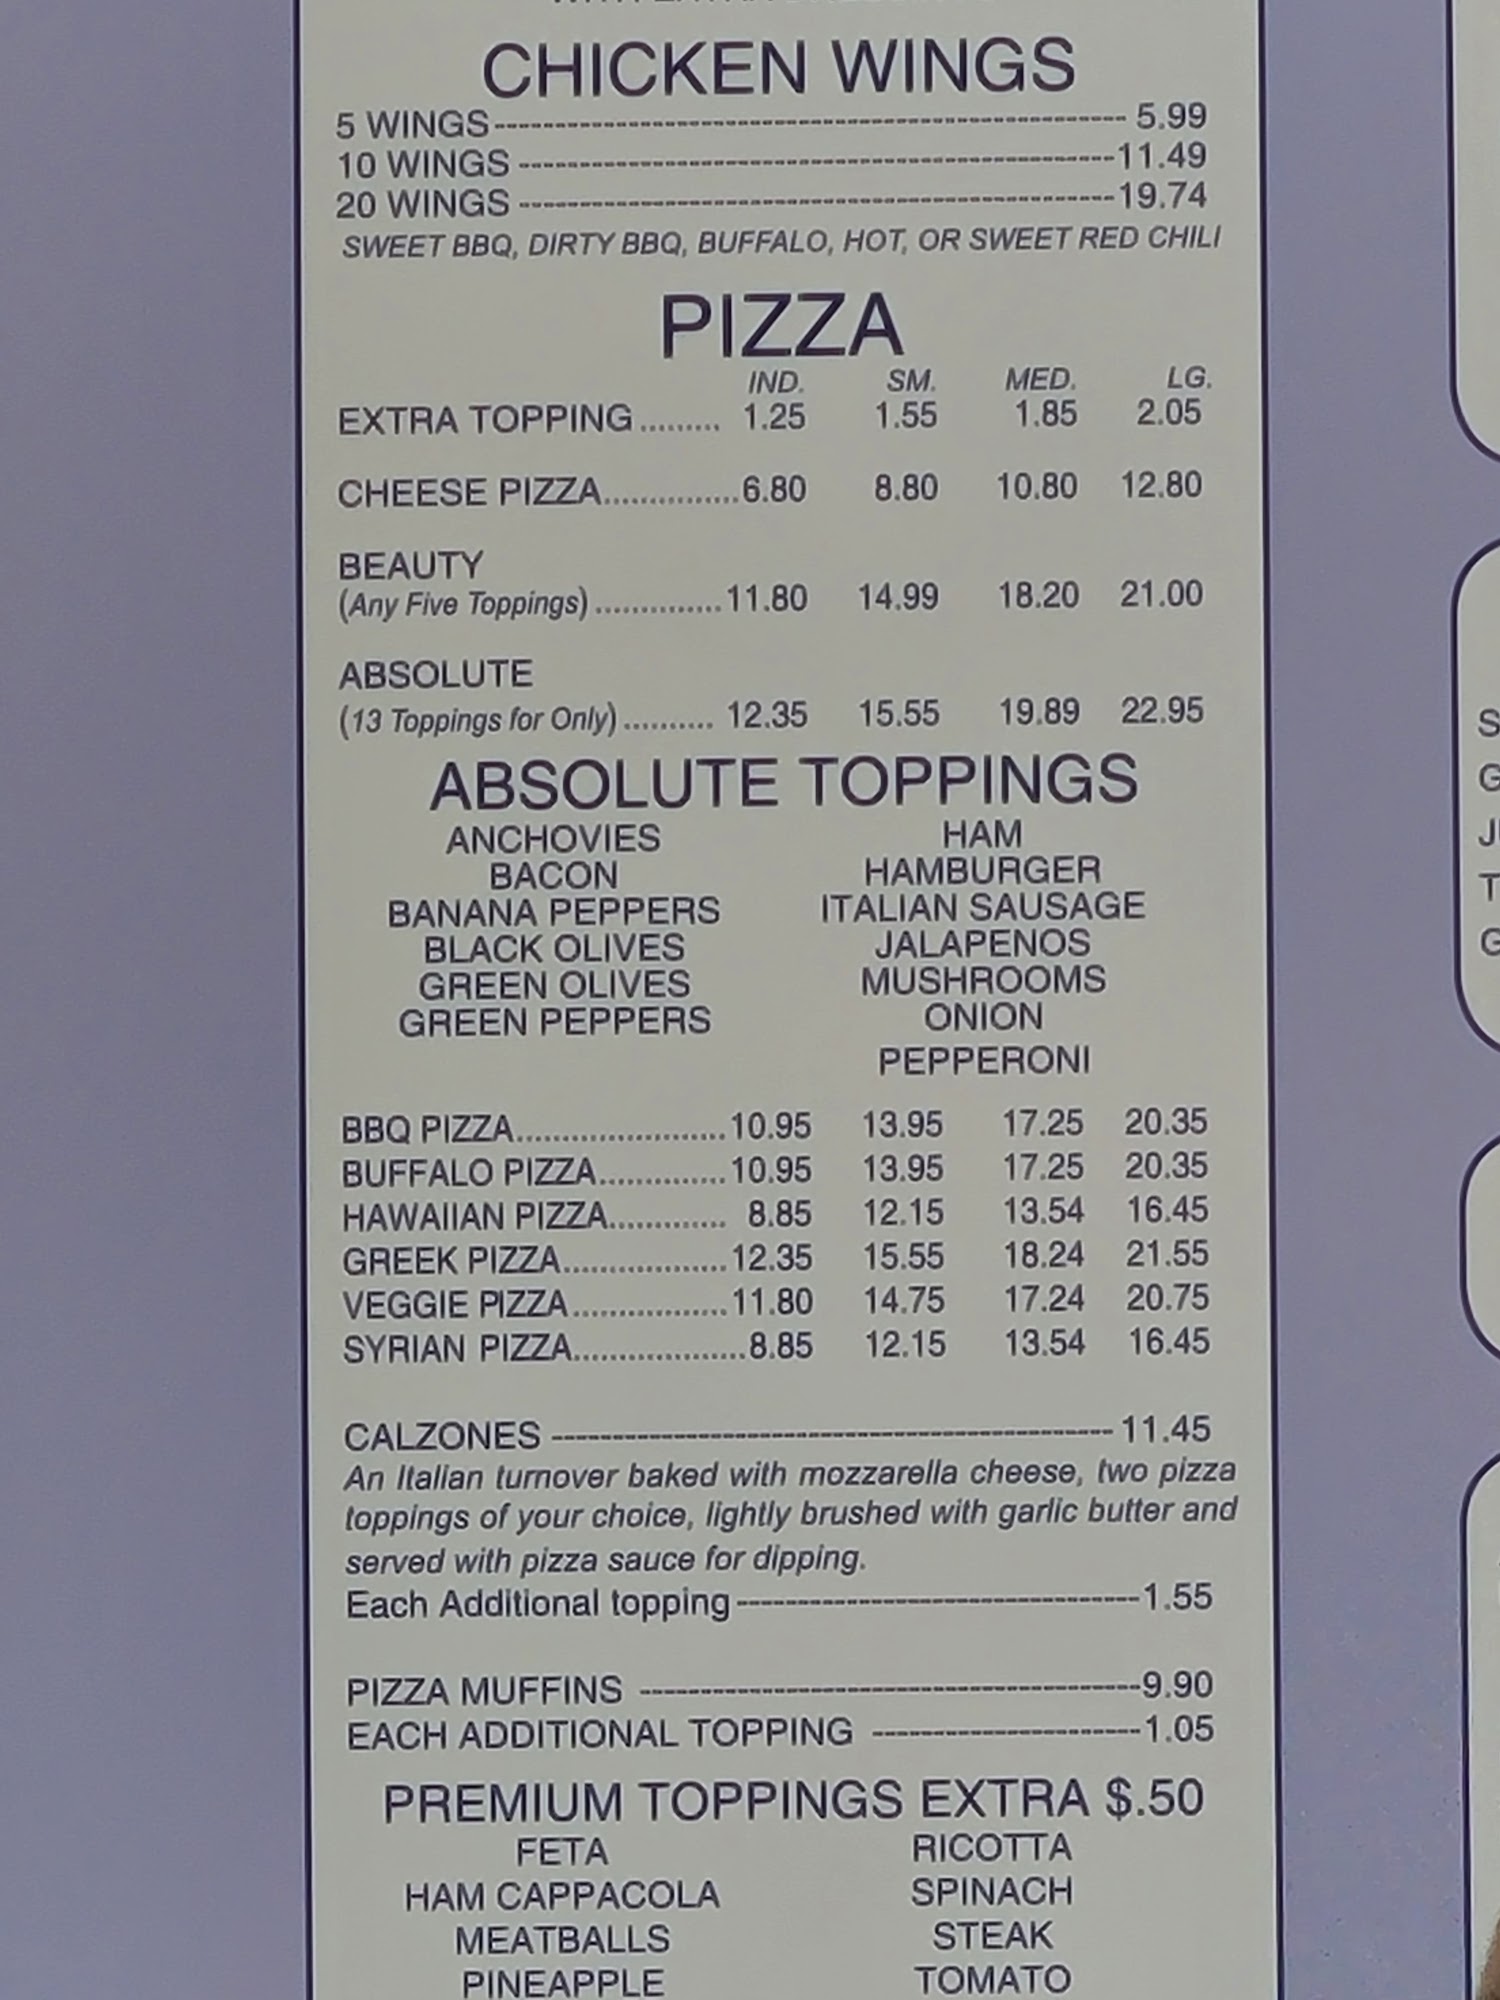 CHICKEN WINGS
5 WINGS---------------------------------------------------- 5.99
10 WINGS -------------------------------------------------11.49
20 WINGS -------------------------------------------------19.74
SWEET BBQ, DIRTY BBQ, BUFFALO, HOT, OR SWEET RED CHILI
PIZZA
IND. SM. MED. LG.
EXTRA TOPPING......... 1.25 1.55 1.85 2.05
CHEESE PIZZA...............6.80 8.80 10.80 12.80
BEAUTY
(Any Five Toppings)..............11.80 14.99 18.20 21.00
ABSOLUTE
(13 Toppings for Only).......... 12.35 15.55 19.89 22.95
ABSOLUTE TOPPINGS
ANCHOVIES HAM
BACON HAMBURGER
BANANA PEPPERS ITALIAN SAUSAGE
BLACK OLIVES JALAPENOS
GREEN OLIVES MUSHROOMS
GREEN PEPPERS ONION
PEPPERONI
BBQ PIZZA.......................10.95 13.95 17.25 20.35
BUFFALO PIZZA..............10.95 13.95 17.25 20.35
HAWAIIAN PIZZA............. 8.85 12.15 13.54 16.45
GREEK PIZZA..................12.35 15.55 18.24 21.55
VEGGIE PIZZA.................11.80 14.75 17.24 20.75
SYRIAN PIZZA...................8.85 12.15 13.54 16.45
CALZONES ---------------------------------------------- 11.45
An Italian turnover baked with mozzarella cheese, two pizza
toppings of your choice, lightly brushed with garlic butter and
served with pizza sauce for dipping.
Each Additional topping---------------------------------1.55
PIZZA MUFFINS -----------------------------------------9.90
EACH ADDITIONAL TOPPING ----------------------1.05
PREMIUM TOPPINGS EXTRA $.50
FETA RICOTTA
HAM CAPPACOLA SPINACH
MEATBALLS STEAK
PINEAPPLE TOMATO